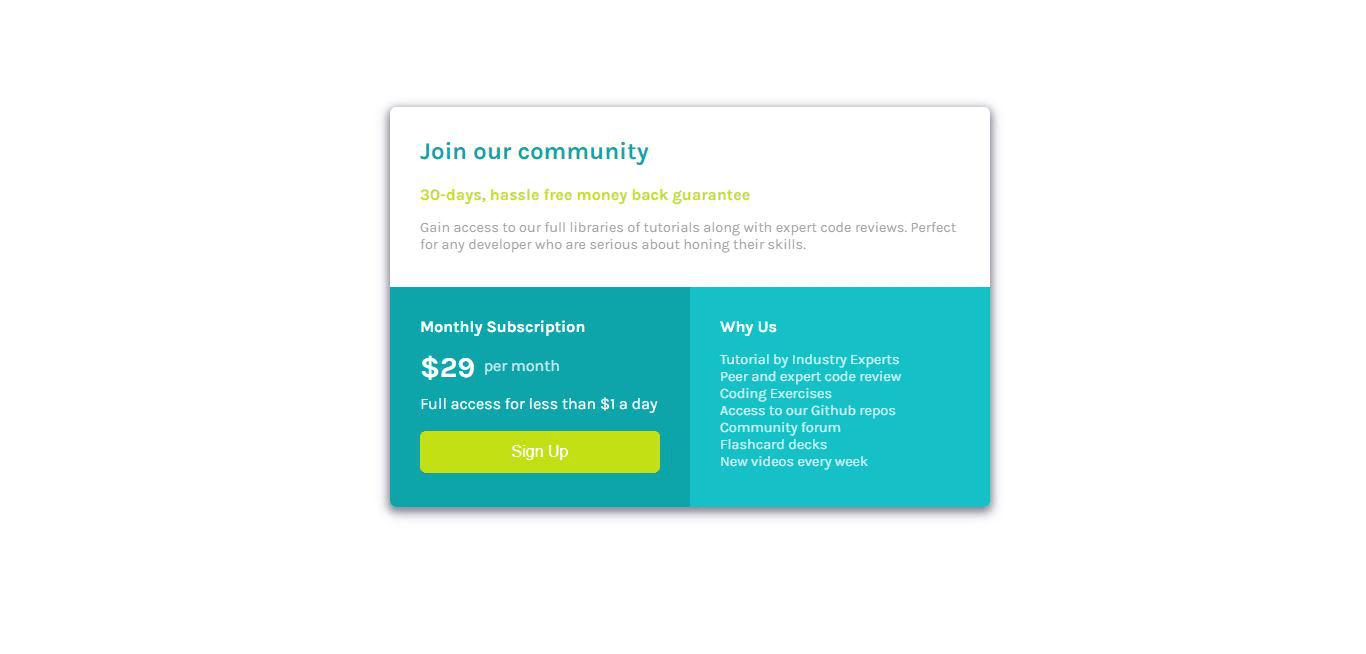 Join our community
30-days, hassle free money back guarantee
Gain access to our full libraries of tutorials along with expert code reviews. Perfect
for any developer who are serious about honing their skills.
Monthly Subscription
$29 per month
Full access for less than $1 a day
Sign Up
Why Us
Tutorial by Industry Experts
Peer and expert code review
Coding Exercises
Access to our Github repos
Community forum
Flashcard decks
New videos every week